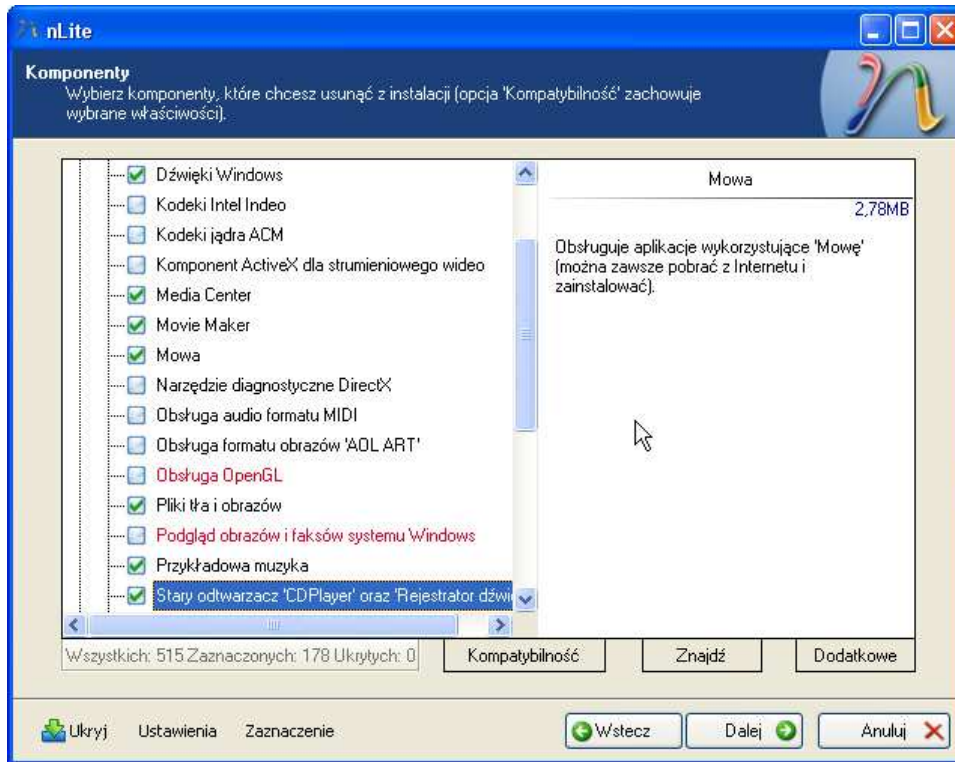 nLite
Komponenty
Wybierz komponenty, które chcesz usunąć z instalacji (opcja 'Kompatybilność' zachowuje
wybrane właściwości).
Dźwięki Windows
Kodeki Intel Indeo
Kodeki jądra ACM
Komponent ActiveX dla strumieniowego wideo
Media Center
Movie Maker
Mowa
Narzędzie diagnostyczne DirectX
Obsługa audio formatu MIDI
Obsługa formatu obrazów 'AOL ART'
Obsługa OpenGL
Pliki tła i obrazów
Podgląd obrazów i faksów systemu Windows
Przykładowa muzyka
Stary odtwarzacz 'CDPlayer' oraz 'Rejestrator dźwi
Mowa
2,78MB
Obsługuje aplikacje wykorzystujące 'Mowę'
(można zawsze pobrać z Internetu i
zainstalować).
Wszystkich: 515 Zaznaczonych: 178 Ukrytych: 0
Kompatybilność
Znajdź
Dodatkowe
Ukryj
Ustawienia
Zaznaczenie
Wstecz
Dalej
Anuluj